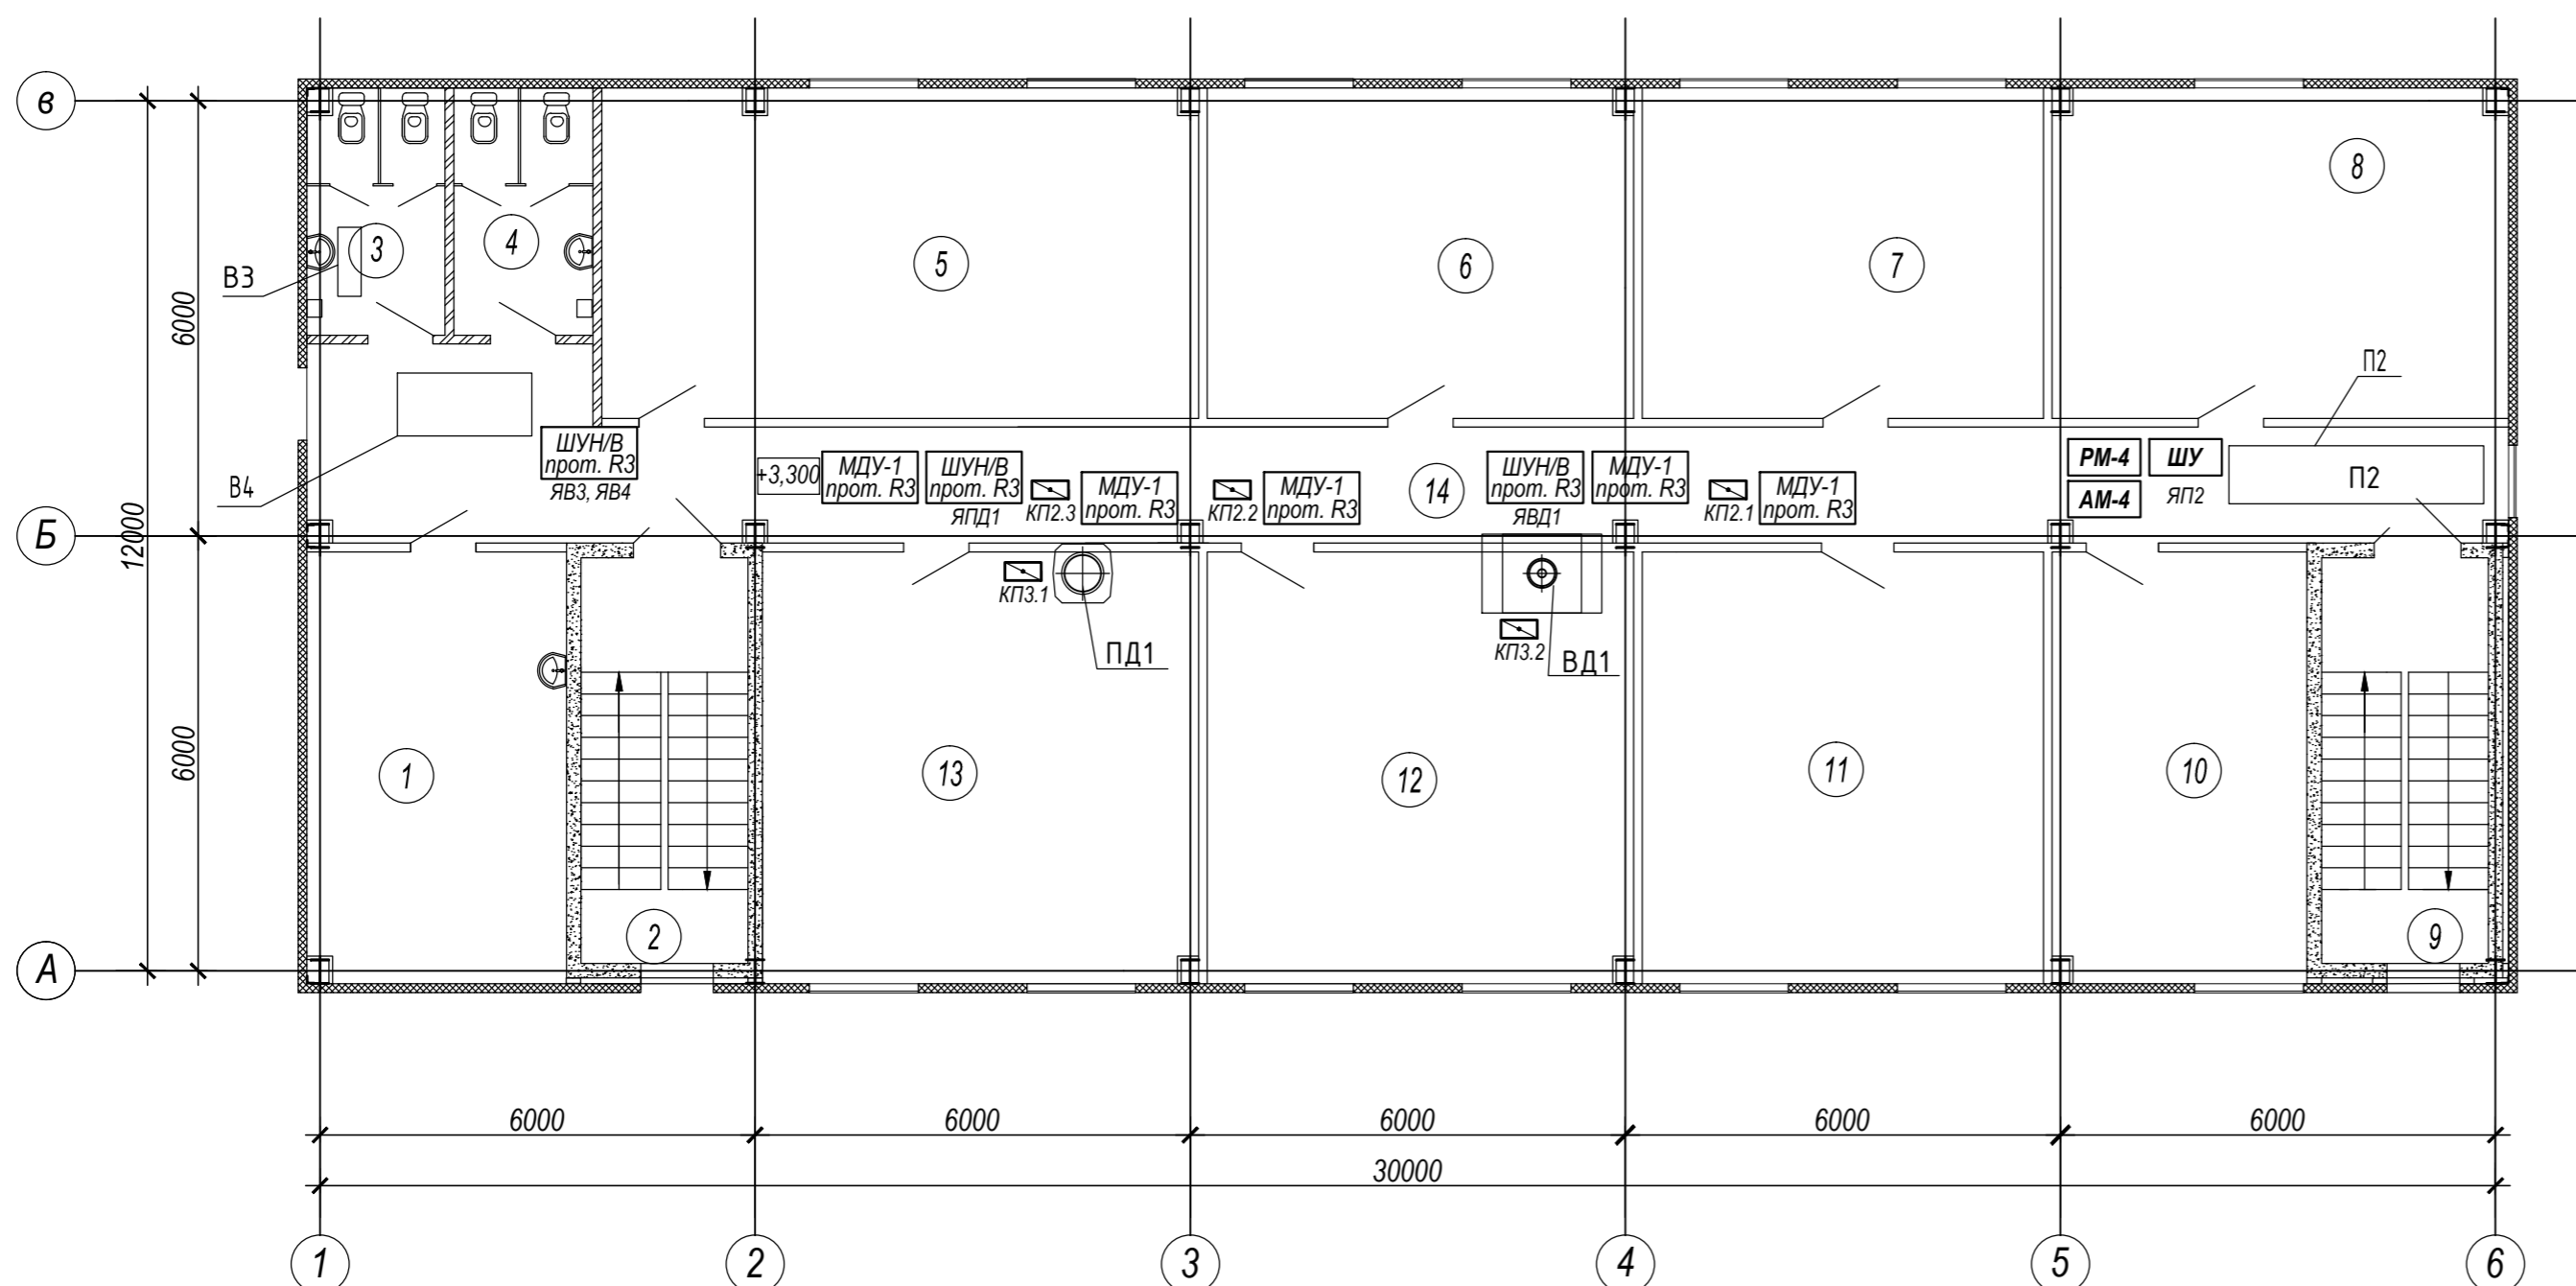 в
8
3
4
5
6
7
В3
6000
П2
ШУН/В
прот. R3
ЯВ3, ЯВ4
В4
+3,300
МДУ-1
прот. R3
ШУН/В
прот. R3
ЯПД1
КП2.3
МДУ-1
прот. R3
КП2.2
МДУ-1
прот. R3
14
ШУН/В
прот. R3
ЯВД1
МДУ-1
прот. R3
КП2.1
МДУ-1
прот. R3
РМ-4
ШУ
АМ-4
ЯП2
П2
Б
12000
КП3.1
ПД1
КП3.2
ВД1
6000
1
13
12
11
10
2
9
А
6000
6000
6000
6000
6000
30000
1
2
3
4
5
6